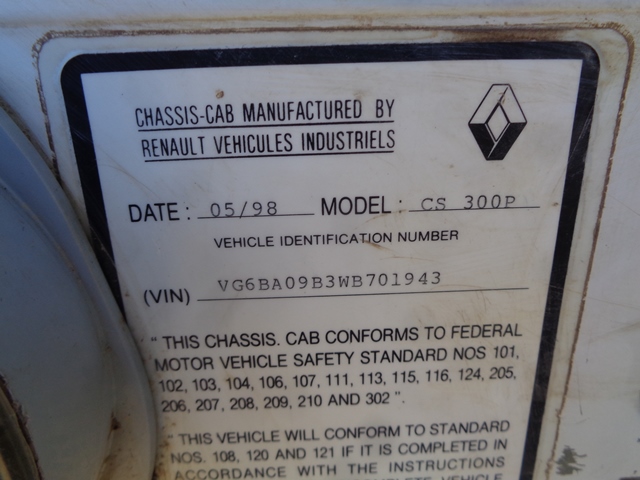 CHASSIS-CAB MANUFACTURED BY
RENAULT VEHICULES INDUSTRIELS
DATE : 05/98 MODEL : CS 300P
VEHICLE IDENTIFICATION NUMBER
(VIN) VG6BA09B3WB701943
" THIS CHASSIS. CAB CONFORMS TO FEDERAL
MOTOR VEHICLE SAFETY STANDARD NOS 101,
102, 103, 104, 106, 107, 111, 113, 115, 116, 124, 205,
206, 207, 208, 209, 210 AND 302 ".
" THIS VEHICLE WILL CONFORM TO STANDARD
NOS. 108, 120 AND 121 IF IT IS COMPLETED IN
ACCORDANCE WITH THE INSTRUCTIONS
COMPLETE VEHICLE